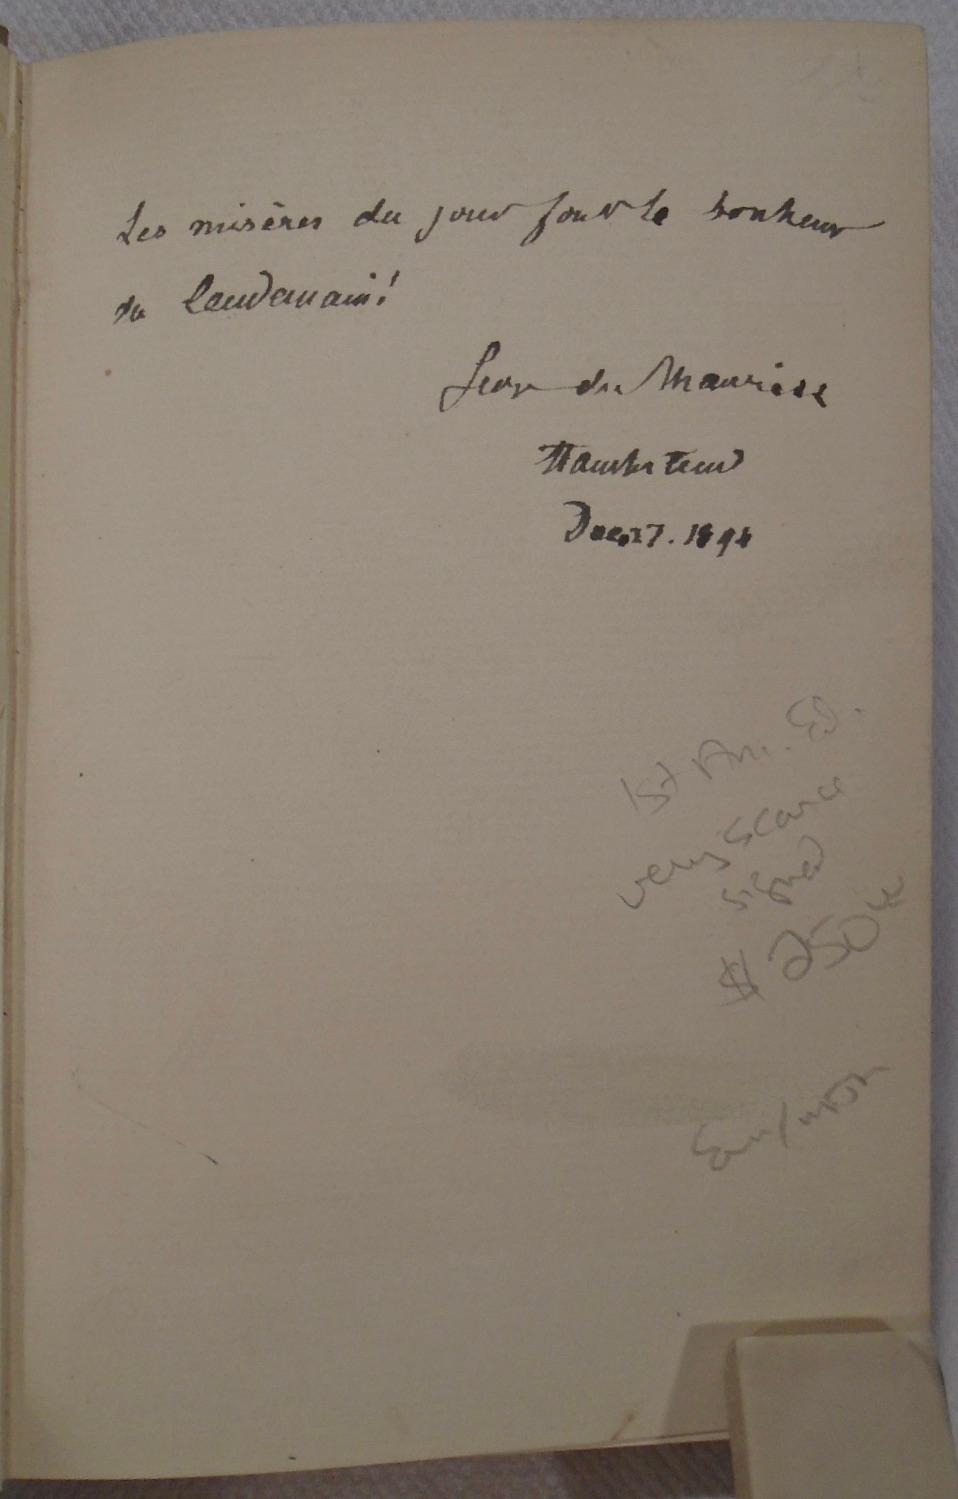 Les misères du jour font le bonheur
du lendemain!
George du Maurier
Hampstead
Dec. 27. 1894
1st Am. Ed.
very scarce
signed
$250